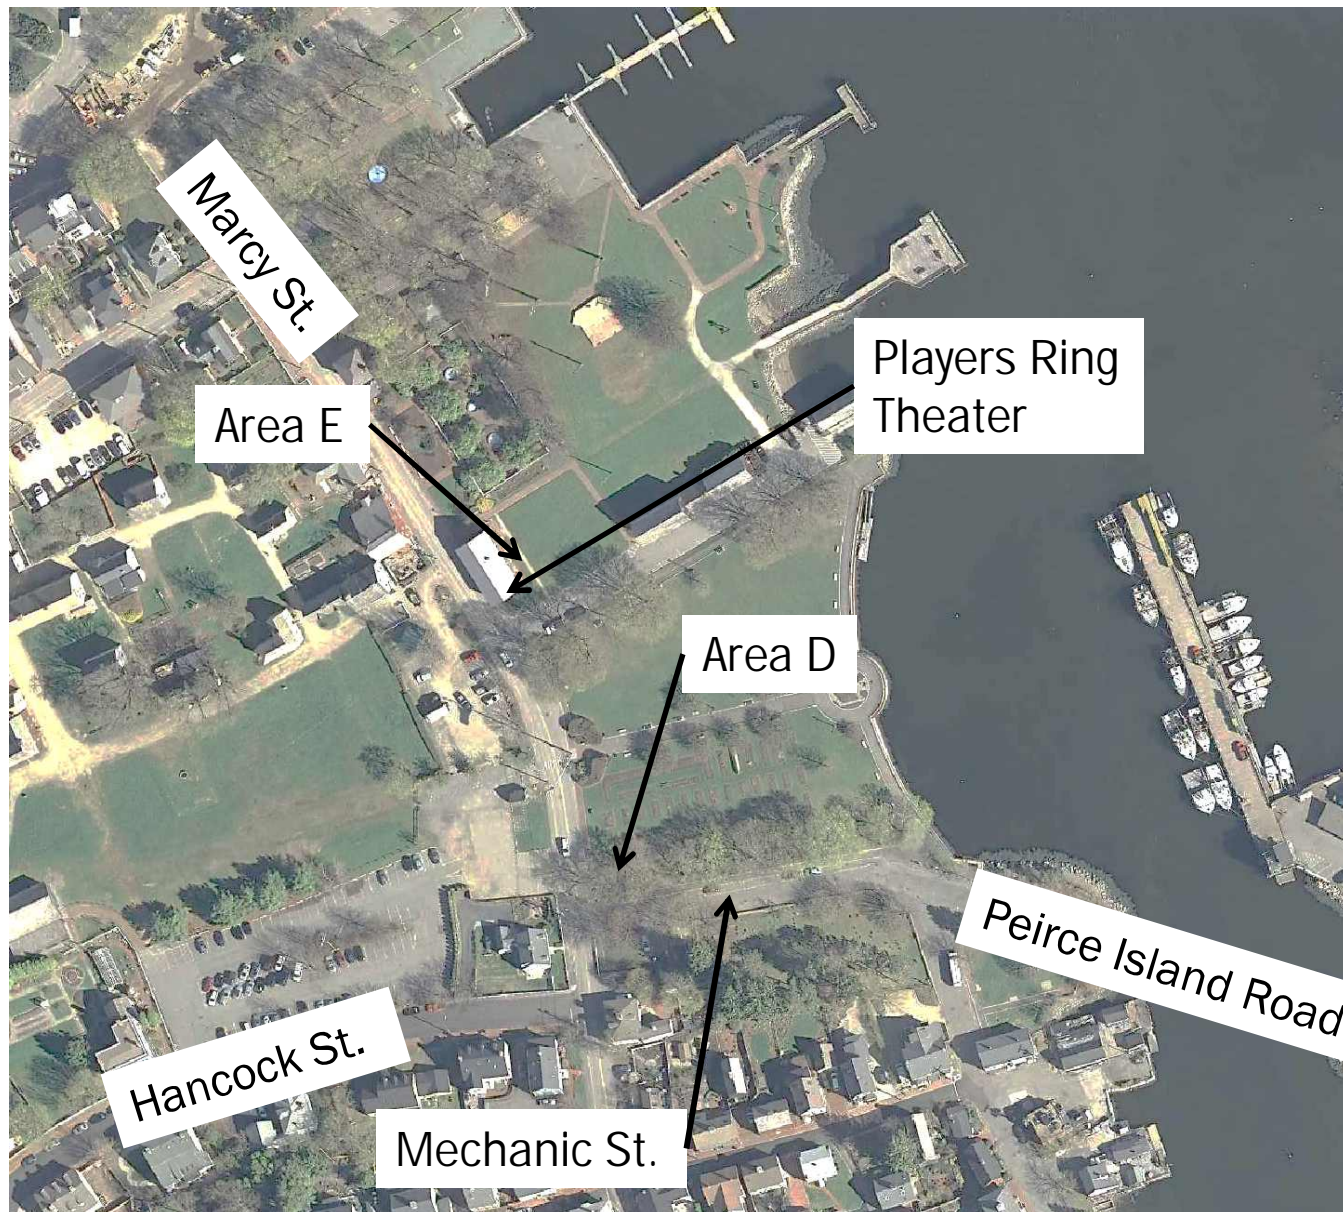 Marcy St.
Players Ring
Theater
Area E
Area D
Peirce Island Road
Hancock St.
Mechanic St.